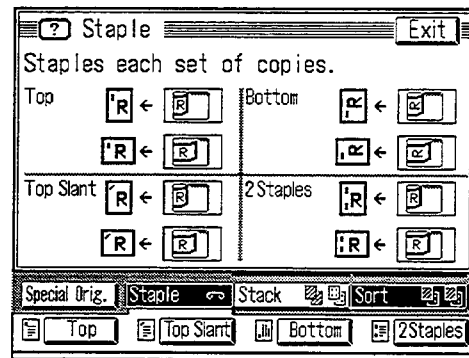 ? Staple Exit
Staples each set of copies.
Top Bottom
R R R R
R R R R
Top Slant 2 Staples
R R R R
R R R R
Special Orig. Staple Stack Sort
Top Top Slant Bottom 2Staples